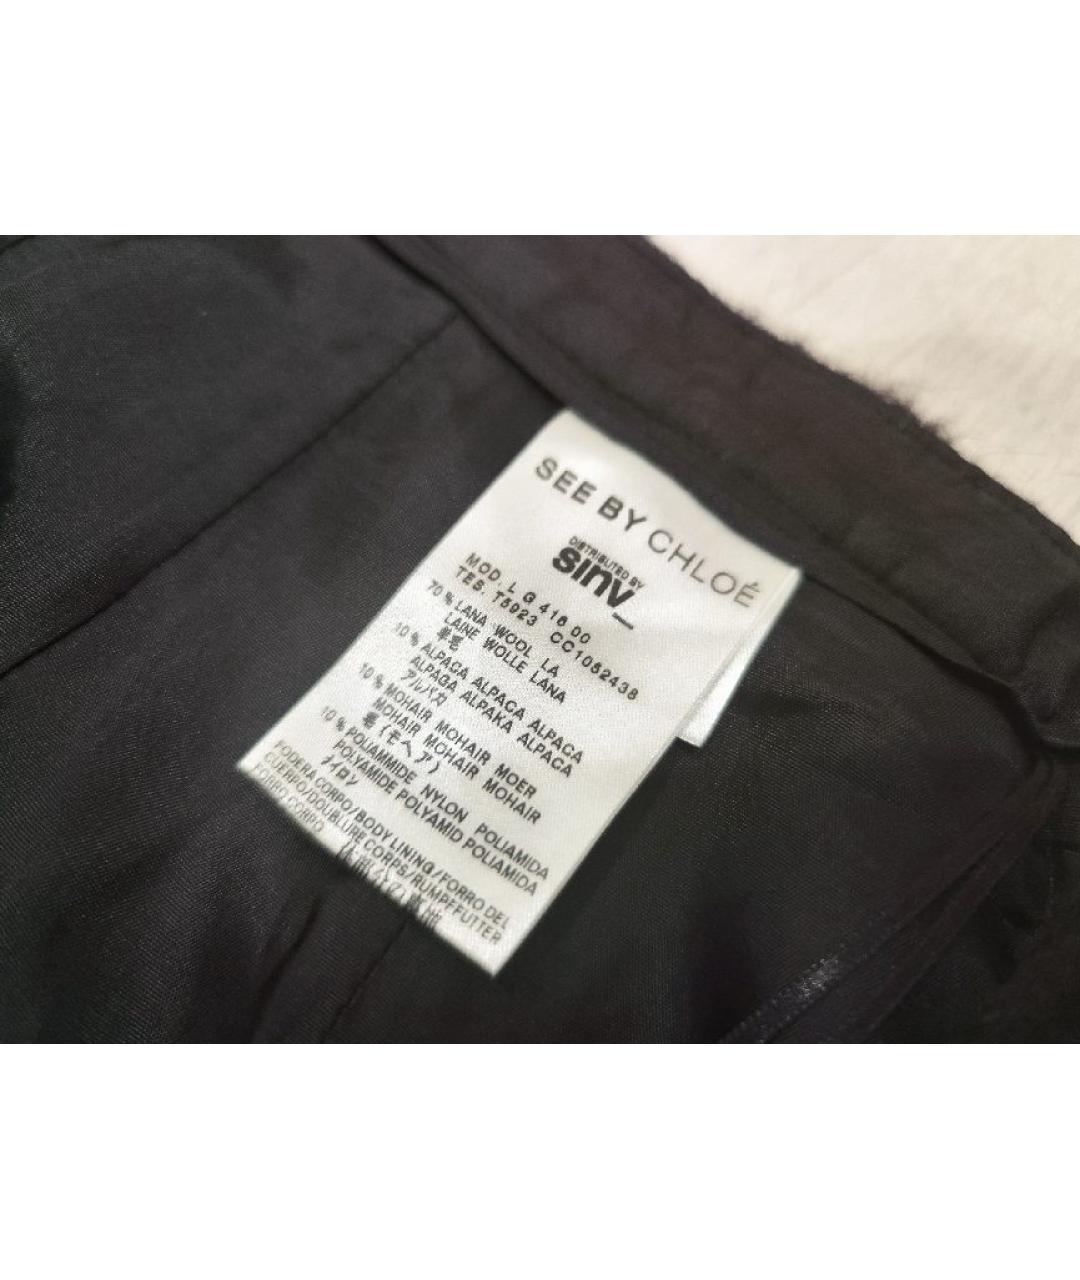 SEE BY CHLOÉ
DISTRIBUTED BY
sinv_
MOD. L G 416 00
TES. T5923 CC1052438
70 % LANA WOOL LA
LAINE WOLLE LANA
単毛
10 % ALPACA ALPACA ALPACA
ALPAGA ALPAKA ALPACA
アルパカ
10 % MOHAIR MOHAIR MOER
MOHAIR MOHAIR MOHAIR
毛(モヘア)
10 % POLIAMMIDE NYLON POLIAMIDA
POLYAMIDE POLYAMID POLIAMIDA
ナイロン
FODERA CORPO/BODY LINING/FORRO DEL
CUERPO/DOUBLURE CORPS/RUMPFFUTTER
FORRO CORPO